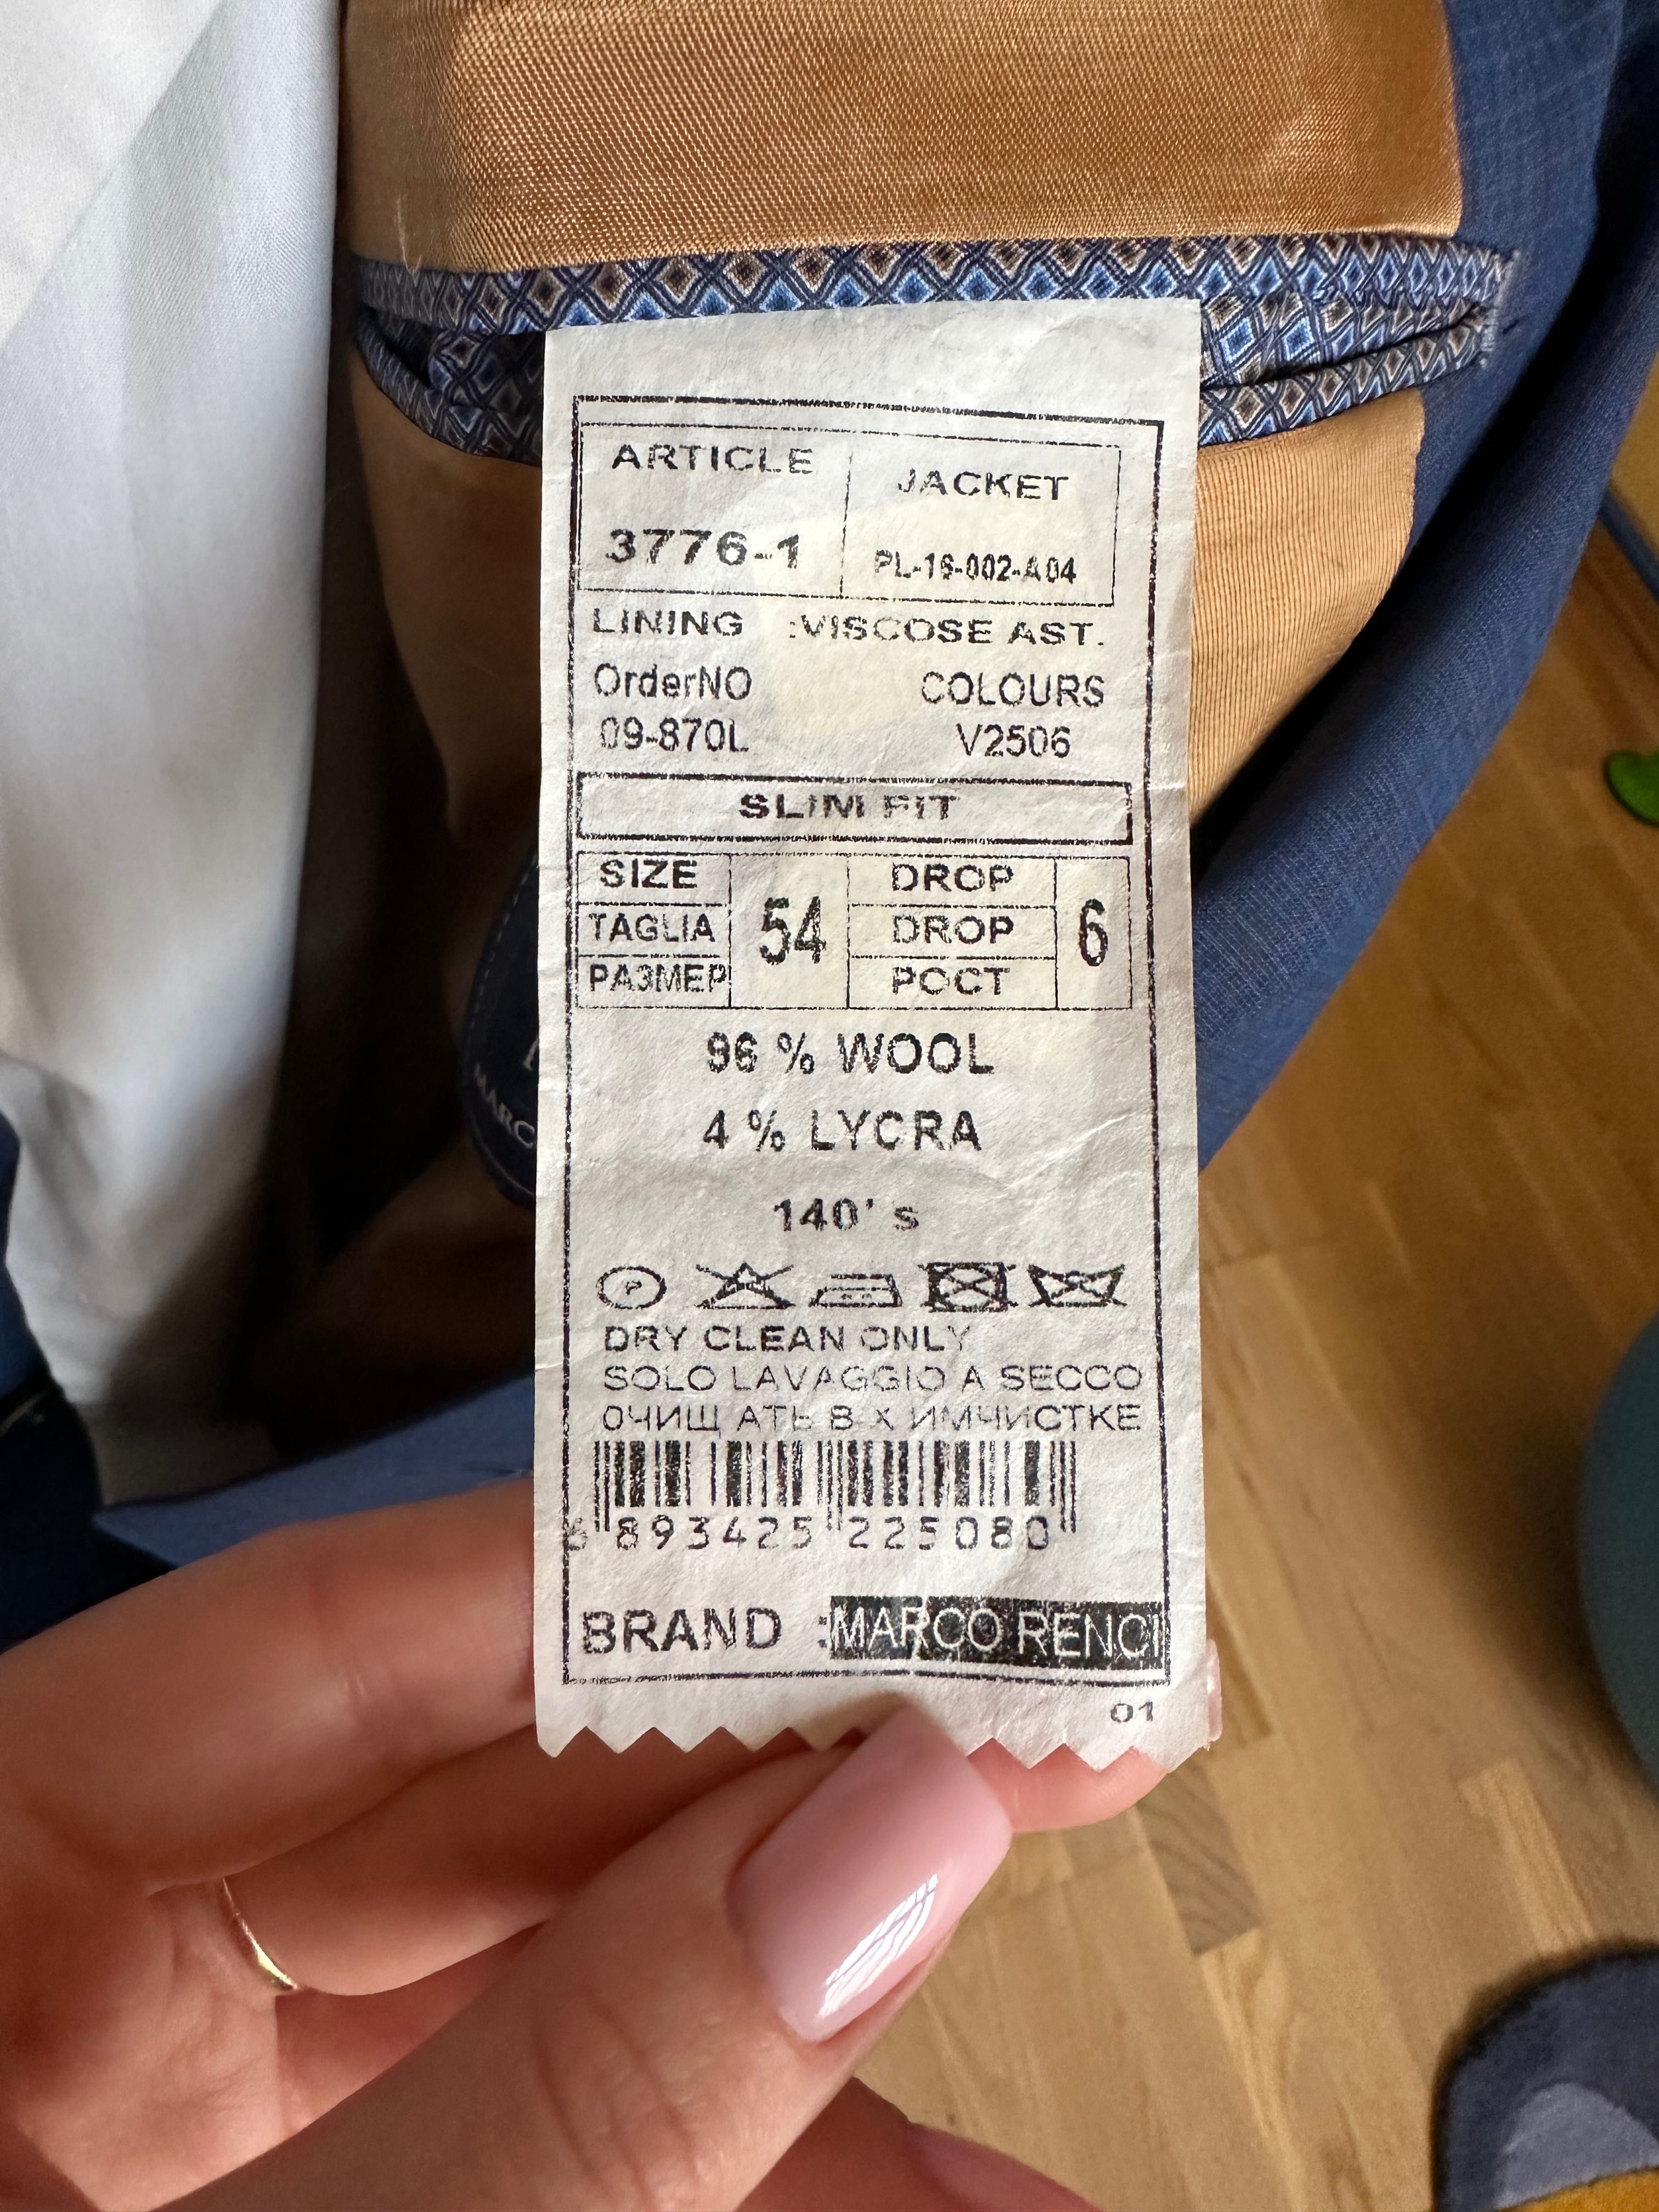 ARTICLE JACKET
3776-1 PL-16-002-A04
LINING :VISCOSE AST.
OrderNO COLOURS
09-870L V2506
SLIM FIT
SIZE DROP
TAGLIA 54 DROP 6
РАЗМЕР РОСТ
96 % WOOL
4 % LYCRA
140' s
P
DRY CLEAN ONLY
SOLO LAVAGGIO A SECCO
ОЧИЩ АТЬ В Х ИМЧИСТКЕ
6 893425 225080
BRAND :MARCO RENCI
01
MARCO